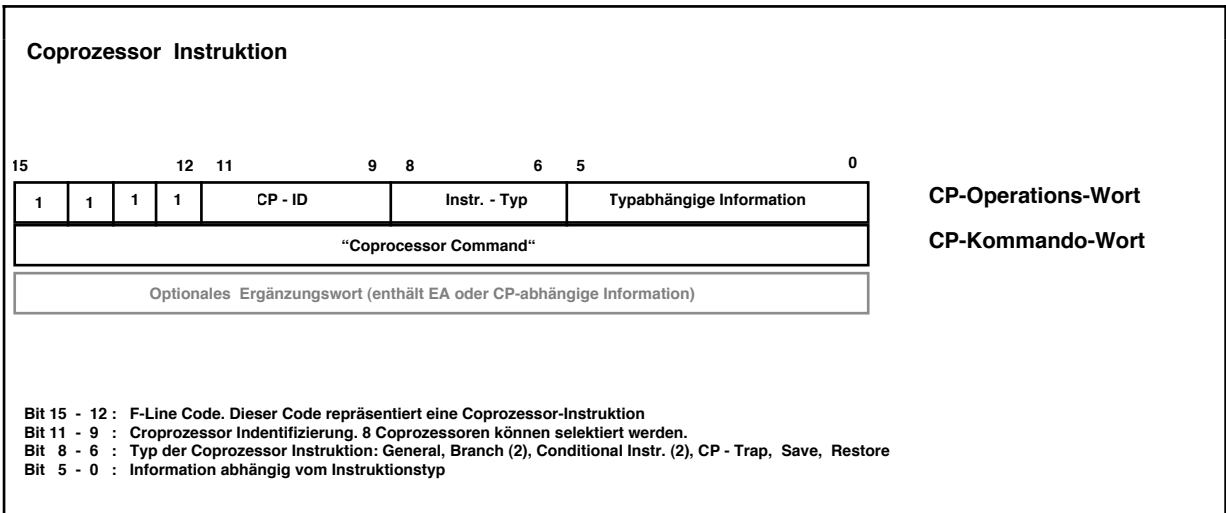 Coprozessor Instruktion
15 12 11 9 8 6 5 0
1 1 1 1 CP - ID Instr. - Typ Typabhängige Information CP-Operations-Wort
“Coprocessor Command“ CP-Kommando-Wort
Optionales Ergänzungswort (enthält EA oder CP-abhängige Information)
Bit 15 - 12 : F-Line Code. Dieser Code repräsentiert eine Coprozessor-Instruktion
Bit 11 - 9 : Croprozessor Indentifizierung. 8 Coprozessoren können selektiert werden.
Bit 8 - 6 : Typ der Coprozessor Instruktion: General, Branch (2), Conditional Instr. (2), CP - Trap, Save, Restore
Bit 5 - 0 : Information abhängig vom Instruktionstyp